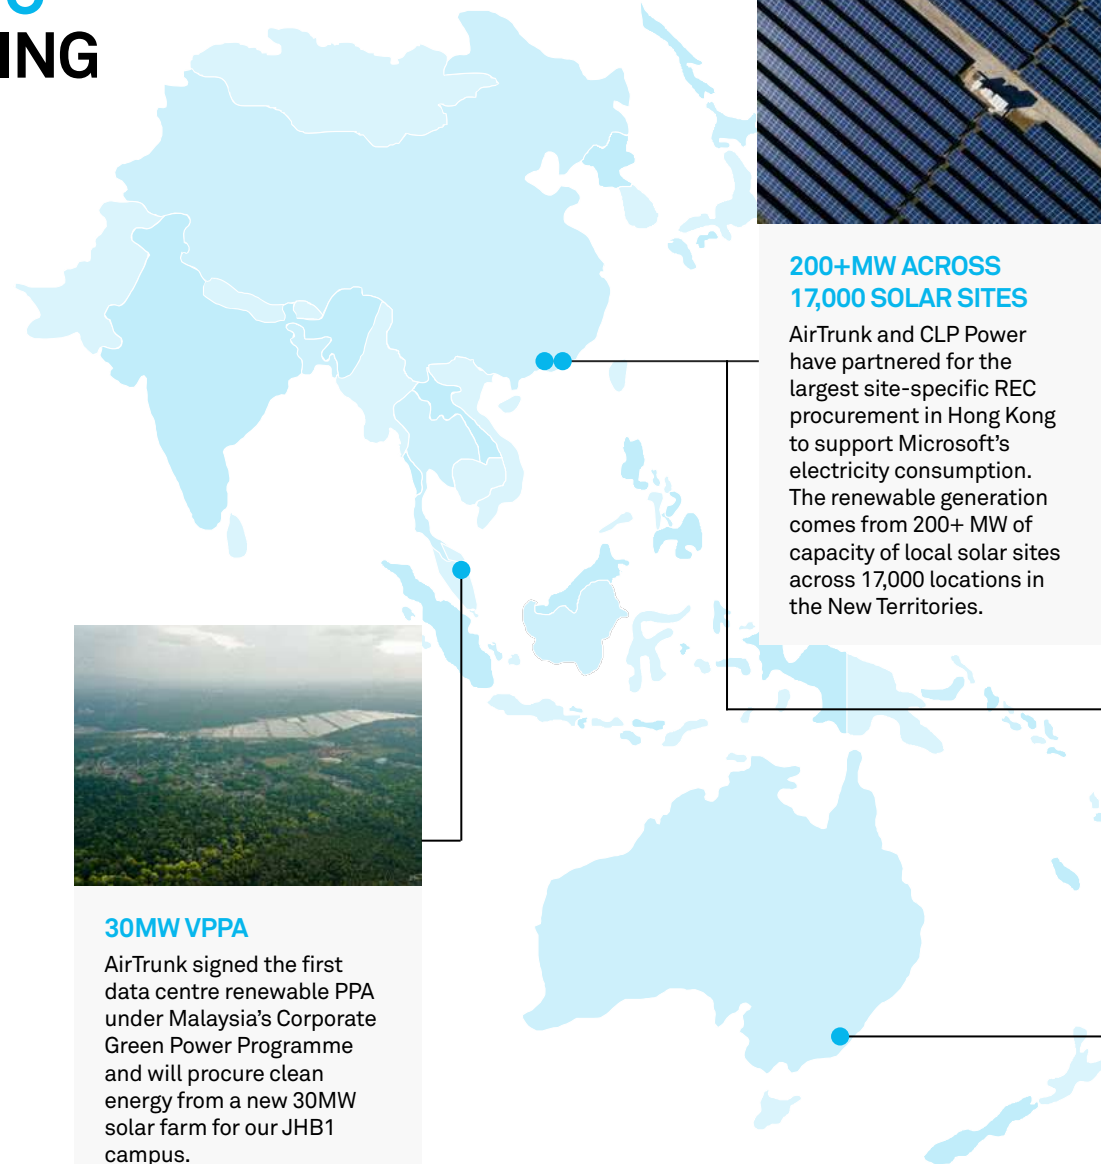 ING
200+MW ACROSS
17,000 SOLAR SITES
AirTrunk and CLP Power
have partnered for the
largest site-specific REC
procurement in Hong Kong
to support Microsoft's
electricity consumption.
The renewable generation
comes from 200+ MW of
capacity of local solar sites
across 17,000 locations in
the New Territories.
30MW VPPA
AirTrunk signed the first
data centre renewable PPA
under Malaysia's Corporate
Green Power Programme
and will procure clean
energy from a new 30MW
solar farm for our JHB1
campus.